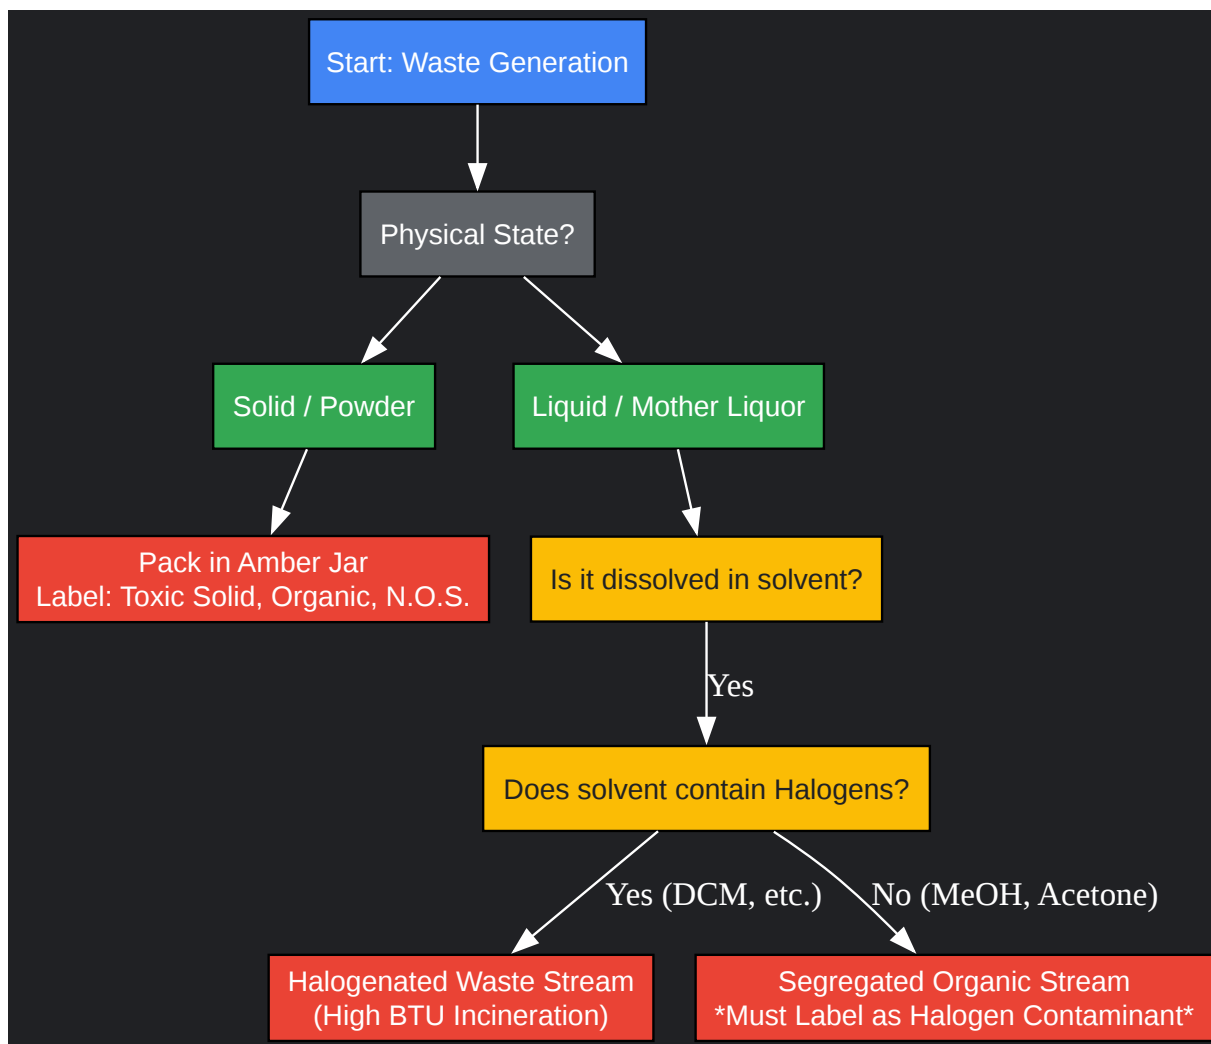 Start: Waste Generation
Physical State?
Solid / Powder
Liquid / Mother Liquor
Pack in Amber Jar
Label: Toxic Solid, Organic, N.O.S.
Is it dissolved in solvent?
Yes
Does solvent contain Halogens?
Yes (DCM, etc.)
No (MeOH, Acetone)
Halogenated Waste Stream
(High BTU Incineration)
Segregated Organic Stream
*Must Label as Halogen Contaminant*